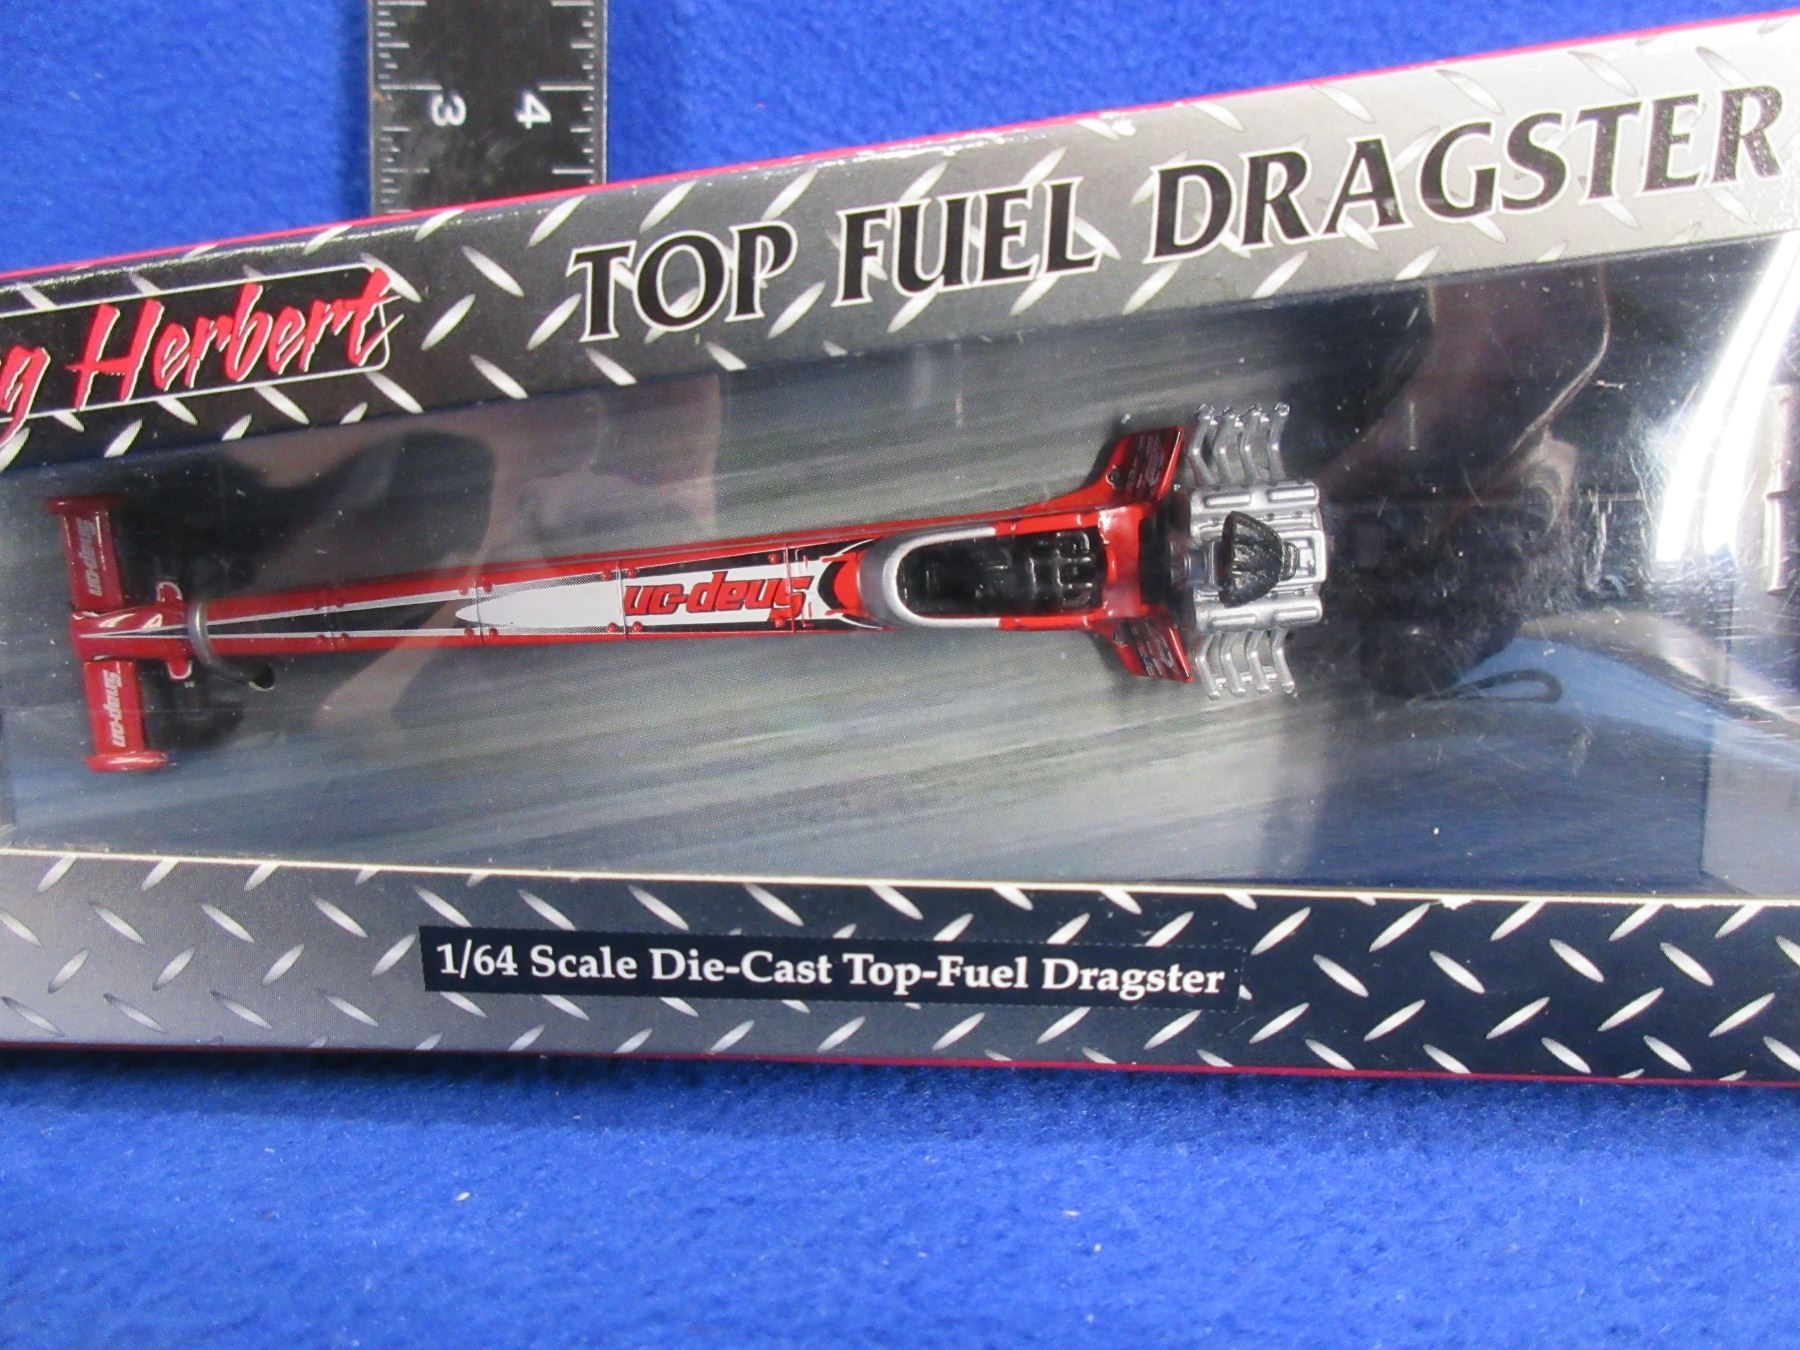 3 4
TOP FUEL DRAGSTER
g Herbert
Snap-on
Snap-on
Snap-on
1/64 Scale Die-Cast Top-Fuel Dragster